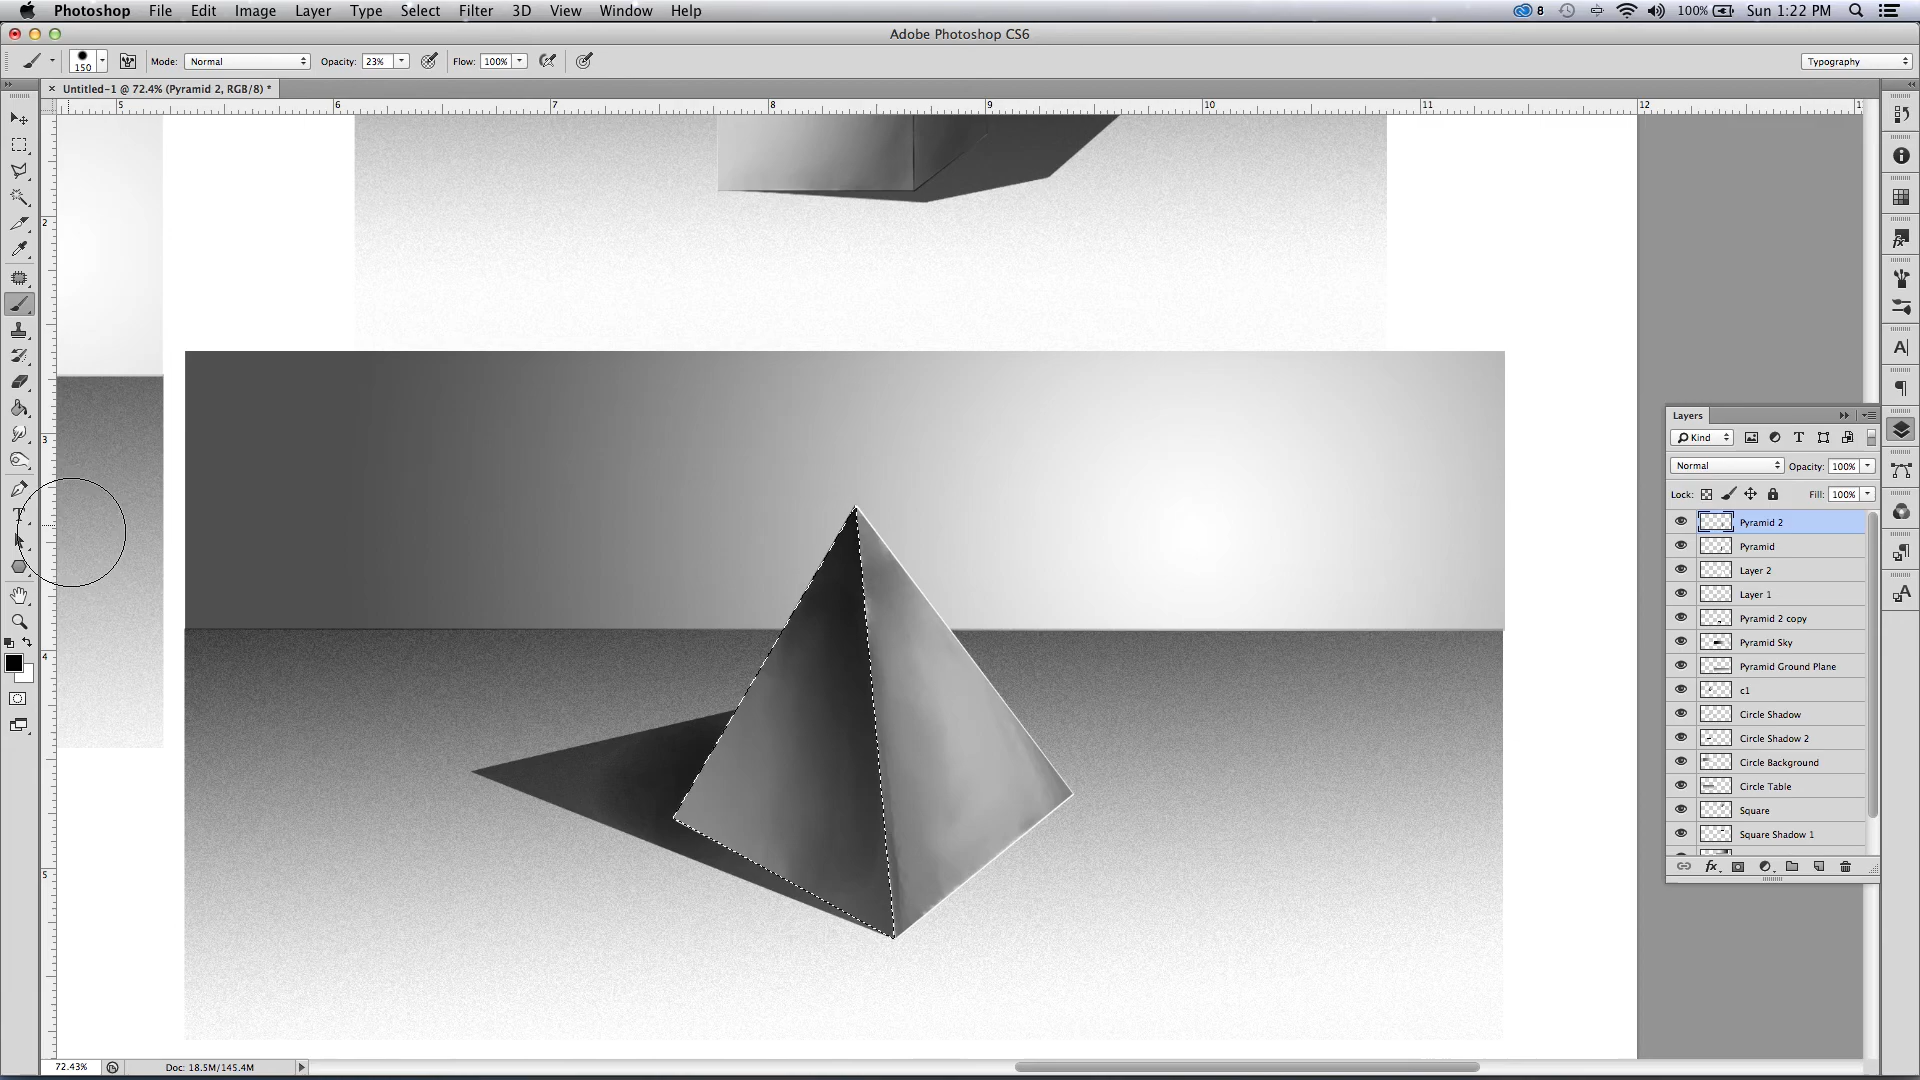 Photoshop File Edit Image Layer Type Select Filter 3D View Window Help 8 100% Sun 1:22 PM
Adobe Photoshop CS6
150 Mode: Normal Opacity: 23% Flow: 100% Typography
× Untitled-1 @ 72.4% (Pyramid 2, RGB/8) *
5 6 7 8 9 10 11 12
2
3
4
5
Layers
Kind
Normal Opacity: 100%
Lock: Fill: 100%
Pyramid 2
Pyramid
Layer 2
Layer 1
Pyramid 2 copy
Pyramid Sky
Pyramid Ground Plane
c1
Circle Shadow
Circle Shadow 2
Circle Background
Circle Table
Square
Square Shadow 1
72.43% Doc: 18.5M/145.4M